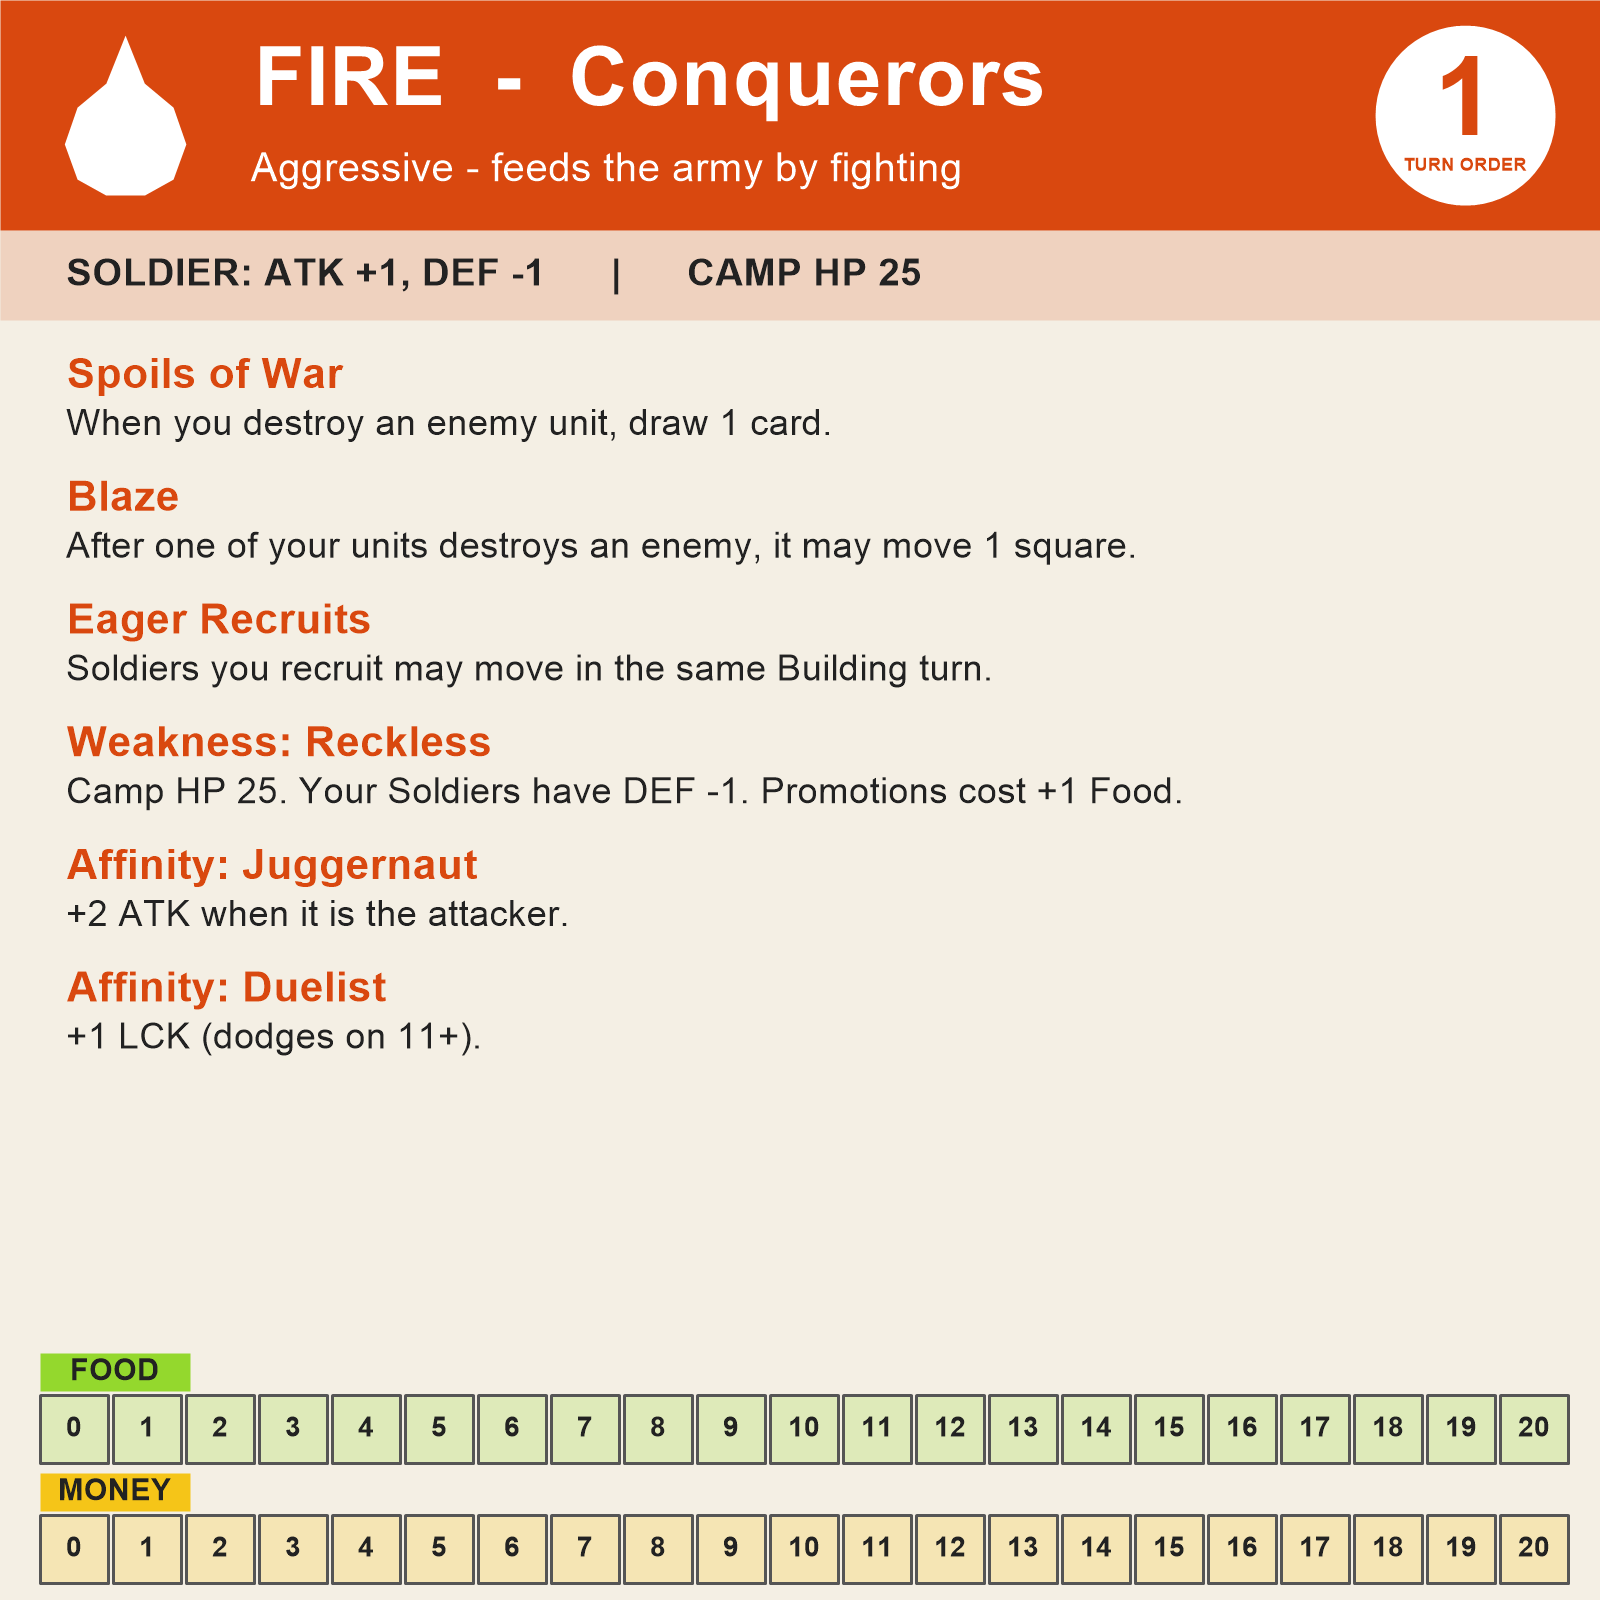 FIRE - Conquerors
Aggressive - feeds the army by fighting
1
TURN ORDER
SOLDIER: ATK +1, DEF -1 | CAMP HP 25
Spoils of War
When you destroy an enemy unit, draw 1 card.
Blaze
After one of your units destroys an enemy, it may move 1 square.
Eager Recruits
Soldiers you recruit may move in the same Building turn.
Weakness: Reckless
Camp HP 25. Your Soldiers have DEF -1. Promotions cost +1 Food.
Affinity: Juggernaut
+2 ATK when it is the attacker.
Affinity: Duelist
+1 LCK (dodges on 11+).
FOOD
0 1 2 3 4 5 6 7 8 9 10 11 12 13 14 15 16 17 18 19 20
MONEY
0 1 2 3 4 5 6 7 8 9 10 11 12 13 14 15 16 17 18 19 20